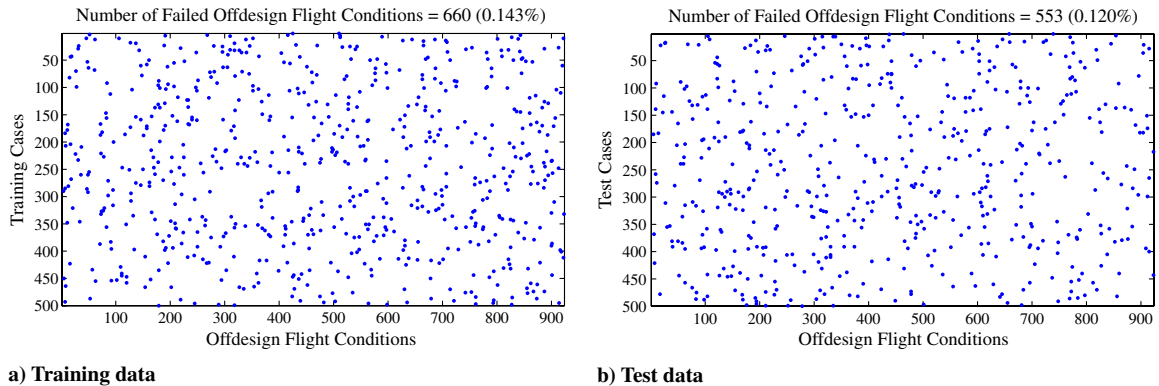 Number of Failed Offdesign Flight Conditions = 660 (0.143%)
50
100
150
200
250
300
350
400
450
500
Training Cases
100 200 300 400 500 600 700 800 900
Offdesign Flight Conditions
a) Training data
Number of Failed Offdesign Flight Conditions = 553 (0.120%)
50
100
150
200
250
300
350
400
450
500
Test Cases
100 200 300 400 500 600 700 800 900
Offdesign Flight Conditions
b) Test data